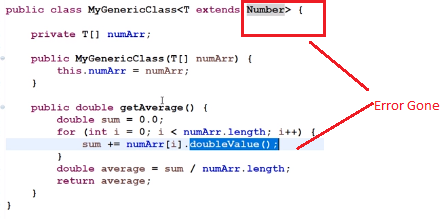 public class MyGenericClass<T extends Number> {
private T[] numArr;
public MyGenericClass(T[] numArr) {
this.numArr = numArr;
}
public double getAverage() {
double sum = 0.0;
for (int i = 0; i < numArr.length; i++) {
Error Gone
sum += numArr[i].doubleValue();
}
double average = sum / numArr.length;
return average;
}
}